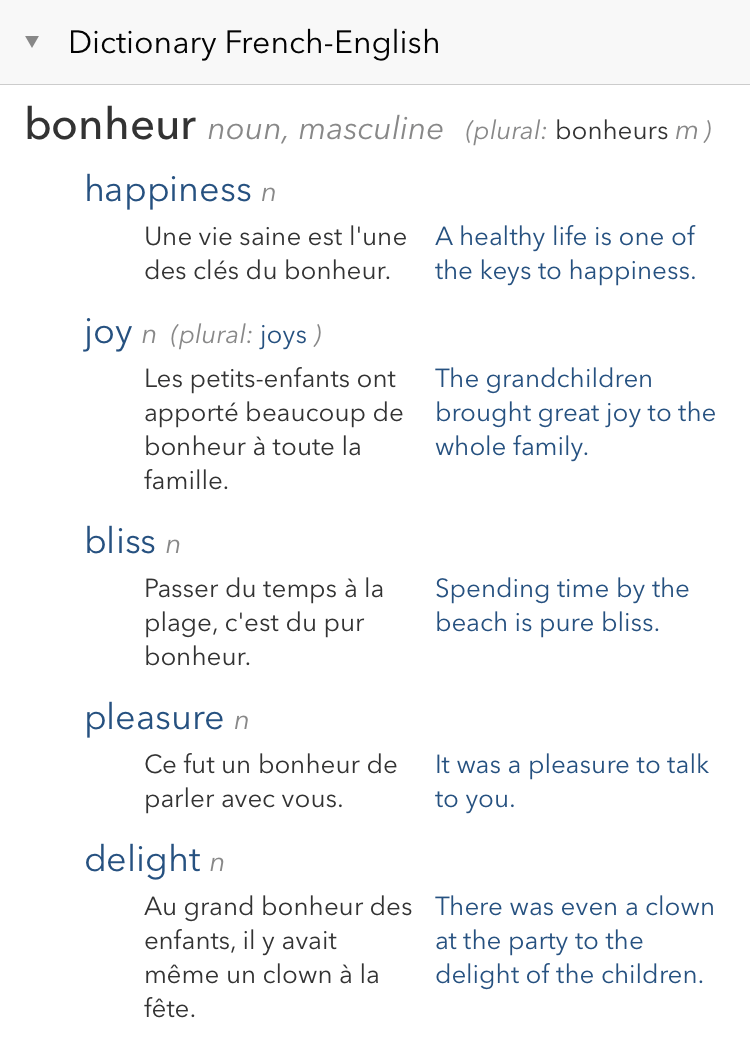 Dictionary French-English
bonheur noun, masculine (plural: bonheurs m )
happiness n
Une vie saine est l'une
des clés du bonheur.
A healthy life is one of
the keys to happiness.
joy n (plural: joys )
Les petits-enfants ont
apporté beaucoup de
bonheur à toute la
famille.
The grandchildren
brought great joy to the
whole family.
bliss n
Passer du temps à la
plage, c'est du pur
bonheur.
Spending time by the
beach is pure bliss.
pleasure n
Ce fut un bonheur de
parler avec vous.
It was a pleasure to talk
to you.
delight n
Au grand bonheur des
enfants, il y avait
même un clown à la
fête.
There was even a clown
at the party to the
delight of the children.